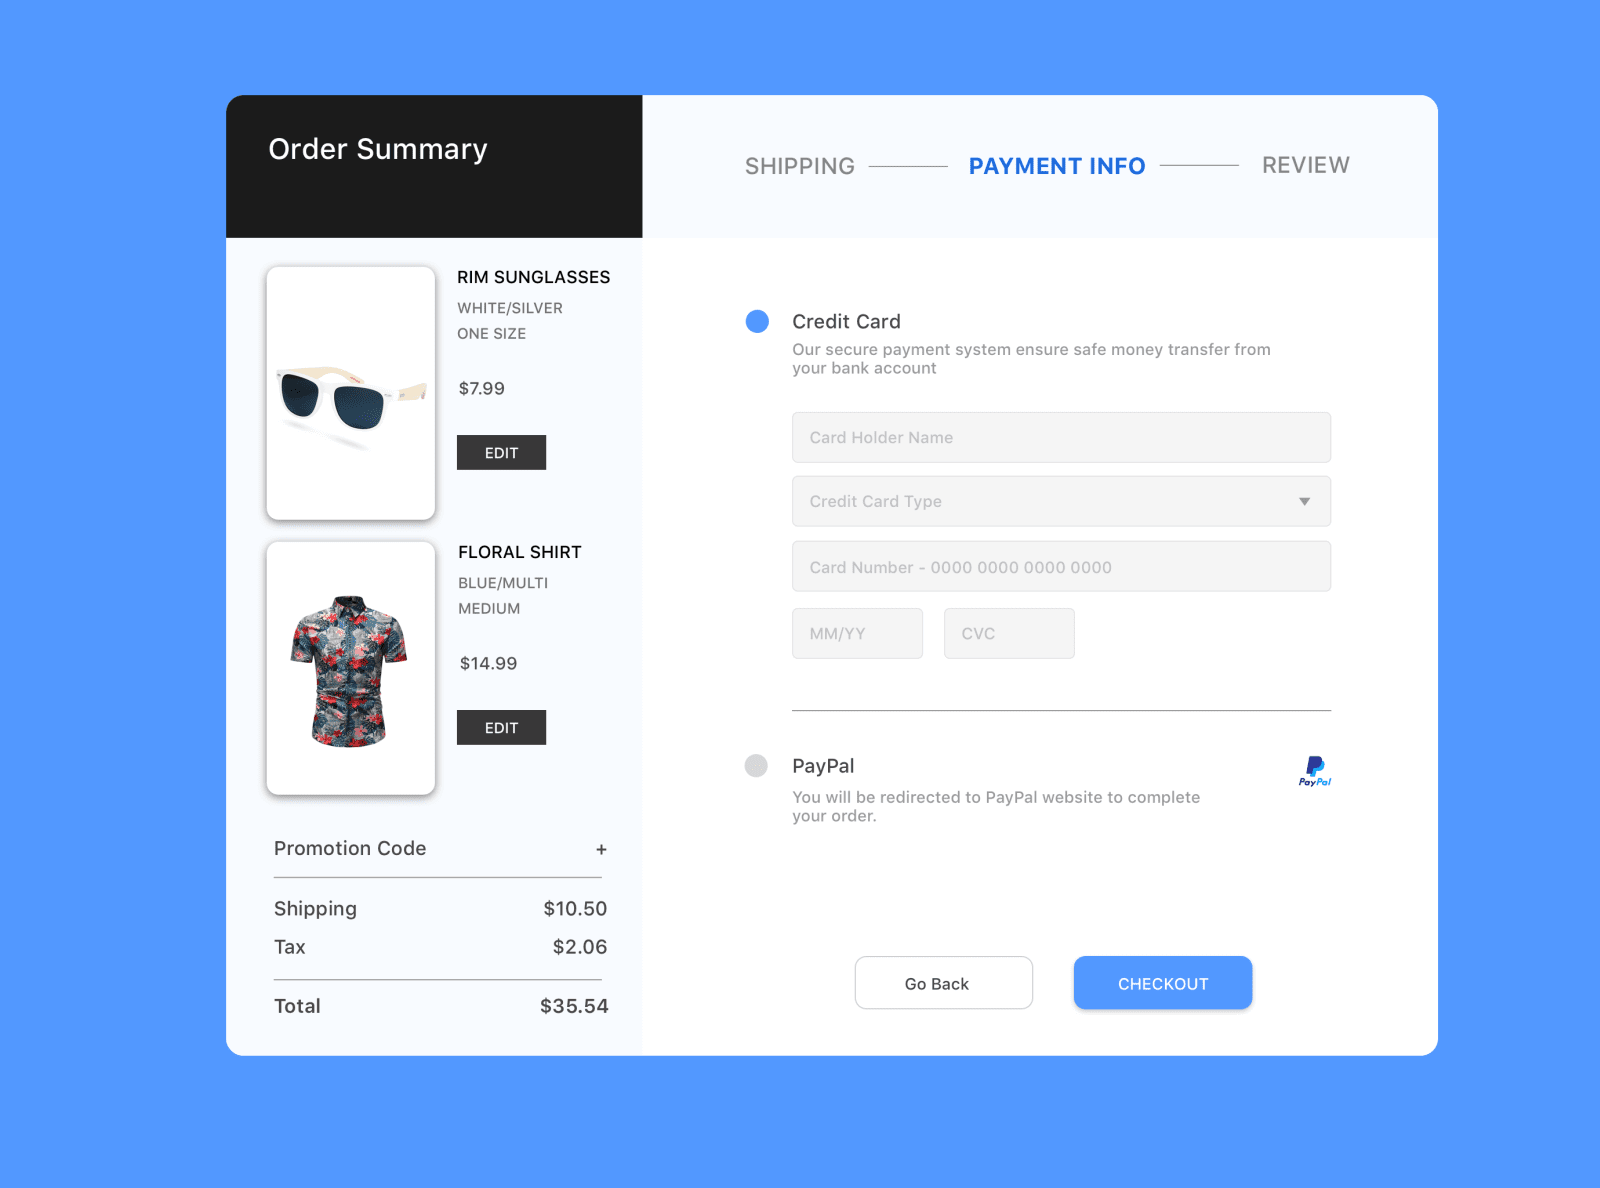 Order Summary
SHIPPING
PAYMENT INFO
REVIEW
RIM SUNGLASSES
WHITE/SILVER
ONE SIZE
$7.99
EDIT
FLORAL SHIRT
BLUE/MULTI
MEDIUM
$14.99
EDIT
Promotion Code +
Shipping $10.50
Tax $2.06
Total $35.54
Credit Card
Our secure payment system ensure safe money transfer from
your bank account
Card Holder Name
Credit Card Type
Card Number - 0000 0000 0000 0000
MM/YY
CVC
PayPal
PayPal
You will be redirected to PayPal website to complete
your order.
Go Back
CHECKOUT